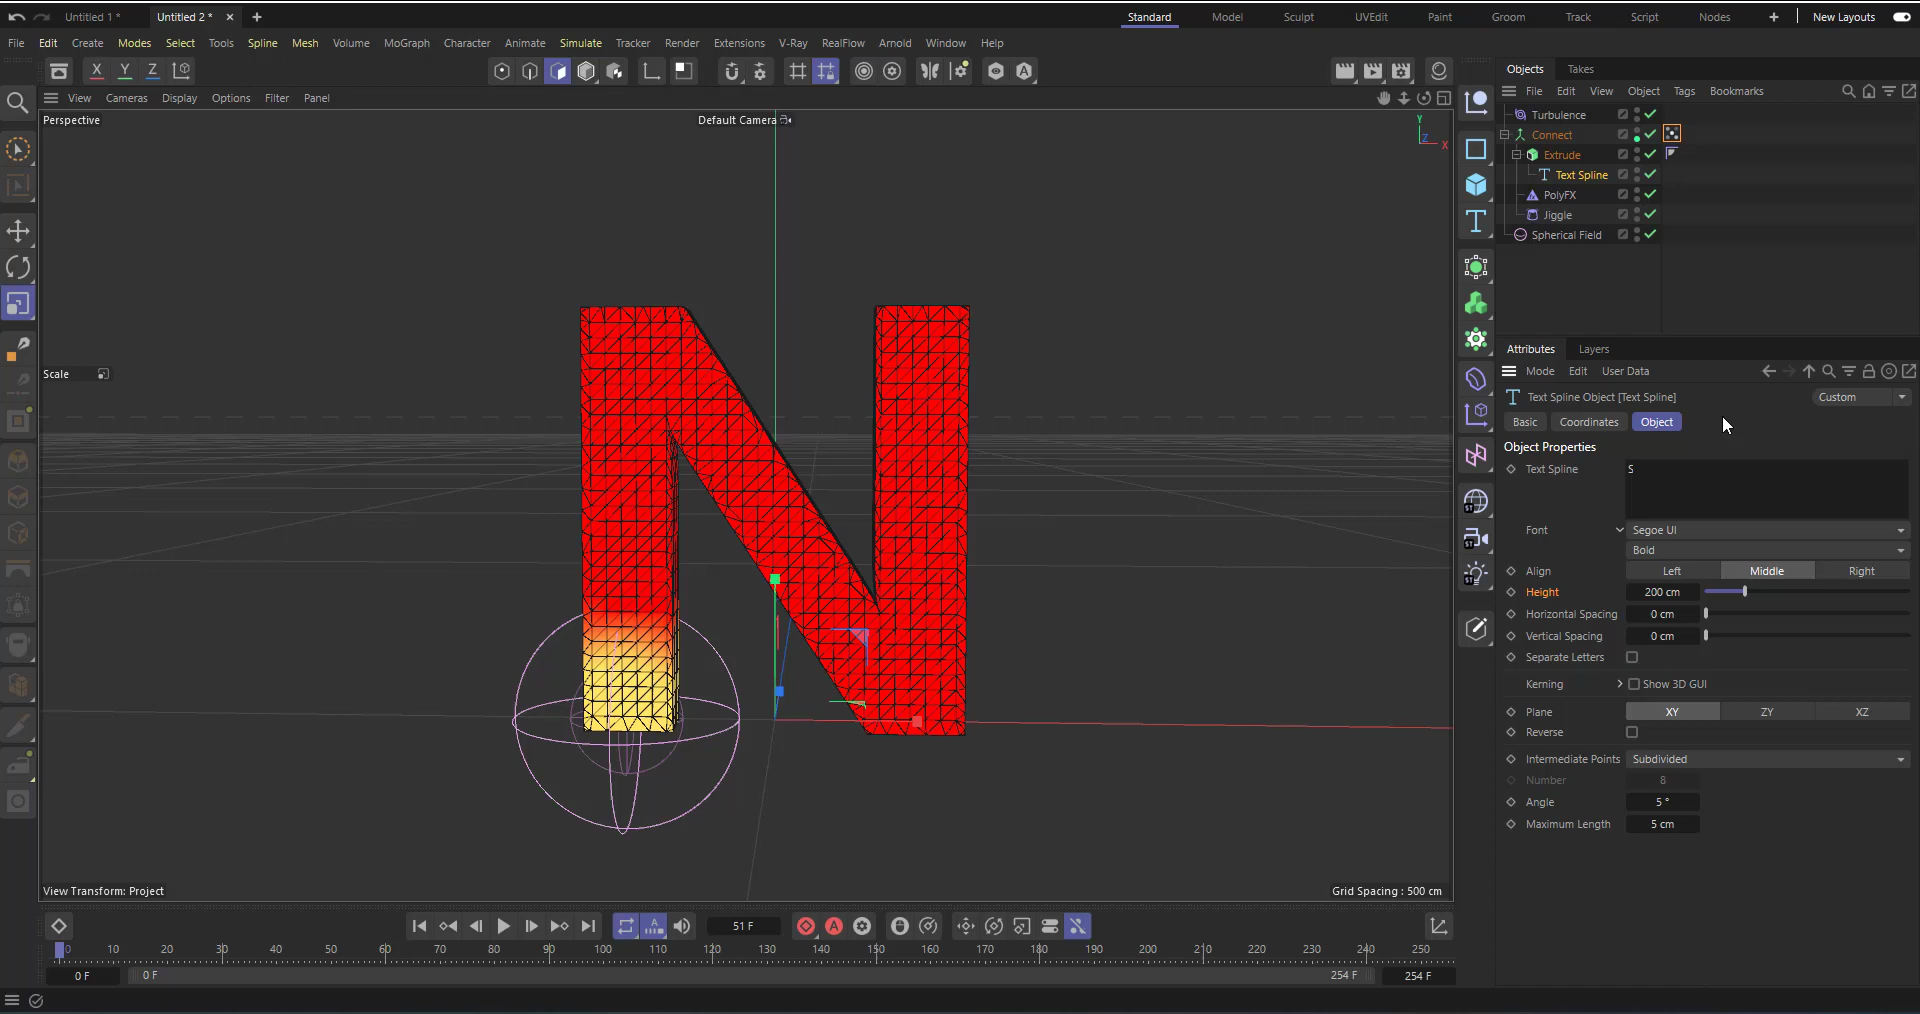 Untitled 1 *
Untitled 2 *
Standard
Model
Sculpt
UVEdit
Paint
Groom
Track
Script
Nodes
New Layouts
File
Edit
Create
Modes
Select
Tools
Spline
Mesh
Volume
MoGraph
Character
Animate
Simulate
Tracker
Render
Extensions
V-Ray
RealFlow
Arnold
Window
Help
X
Y
Z
Objects
Takes
View
Cameras
Display
Options
Filter
Panel
File
Edit
View
Object
Tags
Bookmarks
Perspective
Default Camera
Y
Z
X
Turbulence
Connect
Extrude
Text Spline
PolyFX
Jiggle
Spherical Field
Scale
Attributes
Layers
Mode
Edit
User Data
Text Spline Object [Text Spline]
Custom
Basic
Coordinates
Object
Object Properties
Text Spline
S
Font
Segoe UI
Bold
Align
Left
Middle
Right
Height
200 cm
Horizontal Spacing
0 cm
Vertical Spacing
0 cm
Separate Letters
Kerning
Show 3D GUI
Plane
XY
ZY
XZ
Reverse
Intermediate Points
Subdivided
Number
8
Angle
5 °
Maximum Length
5 cm
N
ST
ST
ST
View Transform: Project
Grid Spacing : 500 cm
51 F
0
10
20
30
40
50
60
70
80
90
100
110
120
130
140
150
160
170
180
190
200
210
220
230
240
250
0 F
0 F
254 F
254 F